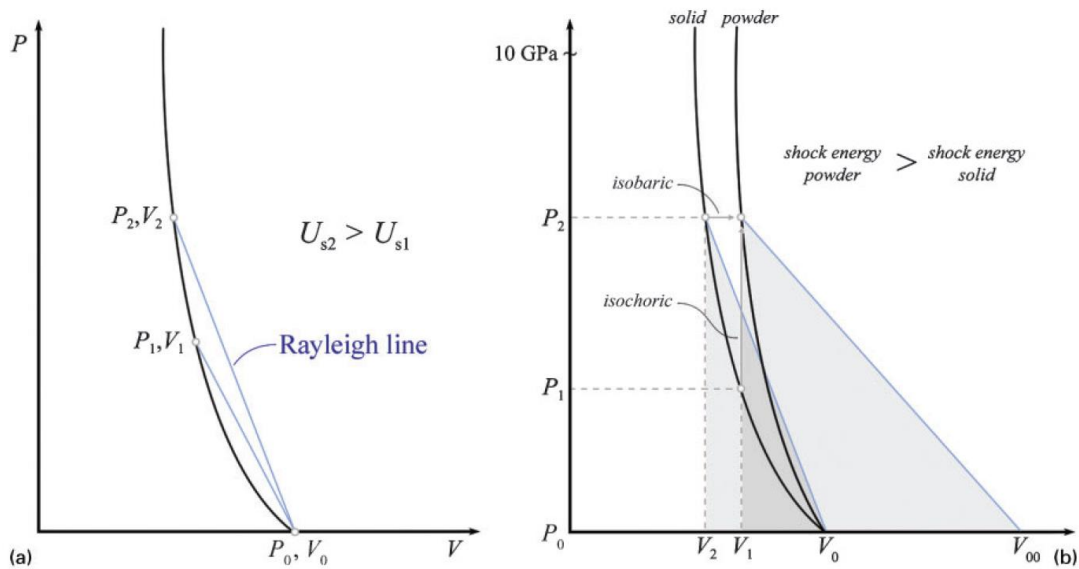 P
P₂,V₂
Uₛ₂ > Uₛ₁
P₁,V₁
Rayleigh line
(a)
P₀, V₀
V
solid powder
10 GPa ~
shock energy powder > shock energy solid
isobaric
P₂
isochoric
P₁
P₀
V₂ V₁ V₀ V₀₀
(b)